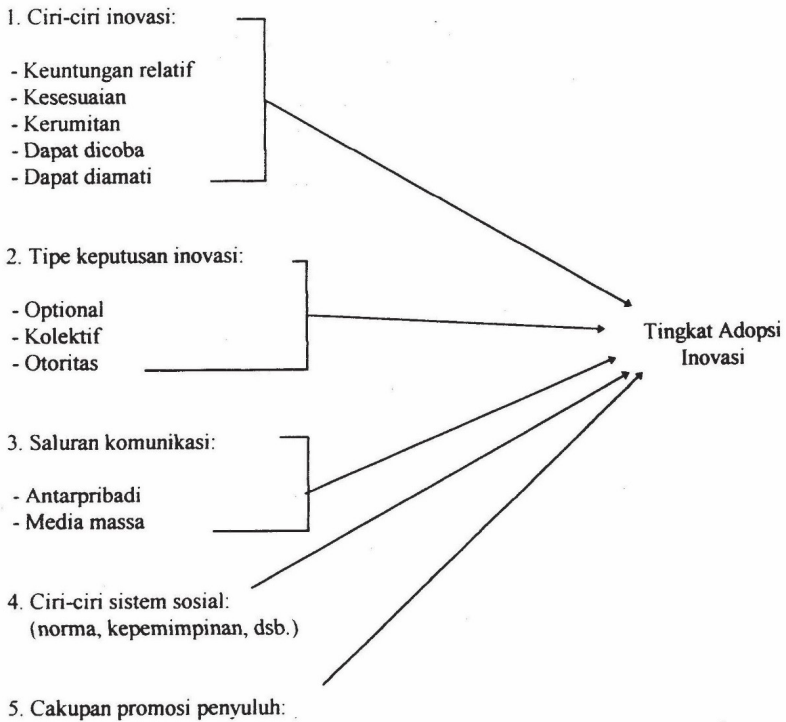 1. Ciri-ciri inovasi:
- Keuntungan relatif
- Kesesuaian
- Kerumitan
- Dapat dicoba
- Dapat diamati
2. Tipe keputusan inovasi:
- Optional
- Kolektif
- Otoritas
Tingkat Adopsi
Inovasi
3. Saluran komunikasi:
- Antarpribadi
- Media massa
4. Ciri-ciri sistem sosial:
(norma, kepemimpinan, dsb.)
5. Cakupan promosi penyuluh: